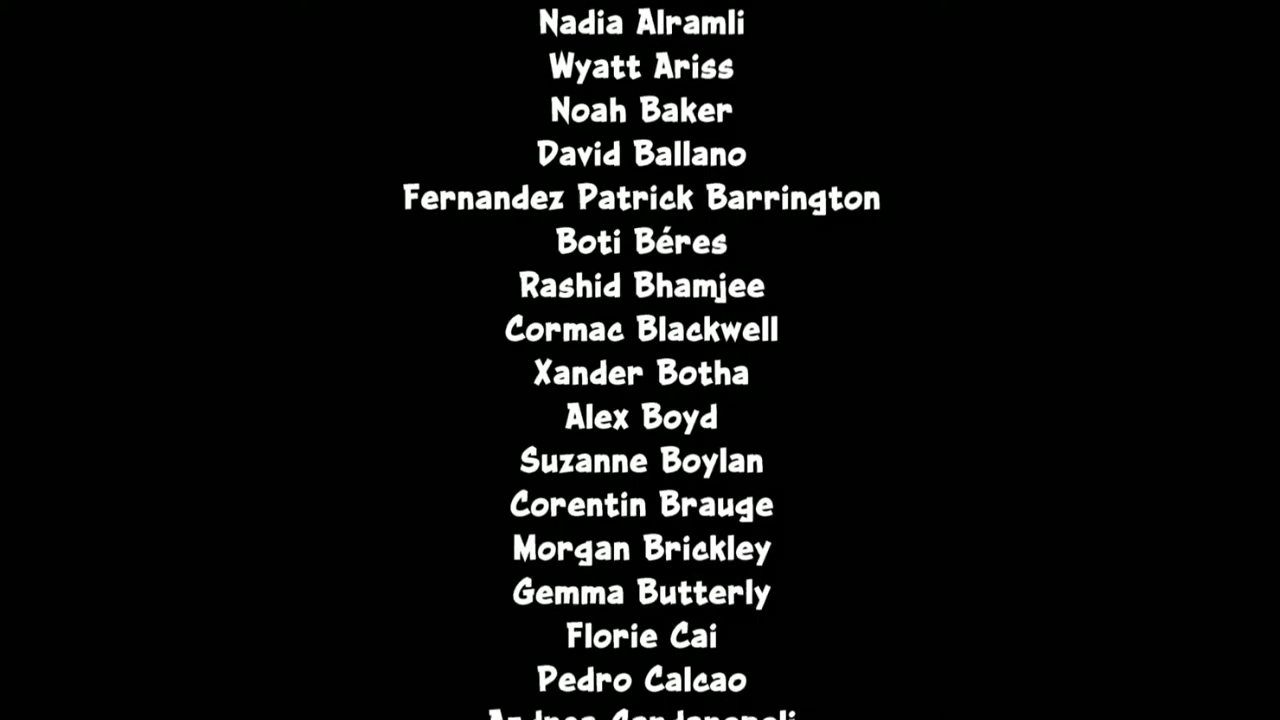 Nadia Alramli
Wyatt Ariss
Noah Baker
David Ballano
Fernandez Patrick Barrington
Boti Béres
Rashid Bhamjee
Cormac Blackwell
Xander Botha
Alex Boyd
Suzanne Boylan
Corentin Brauge
Morgan Brickley
Gemma Butterly
Florie Cai
Pedro Calcao